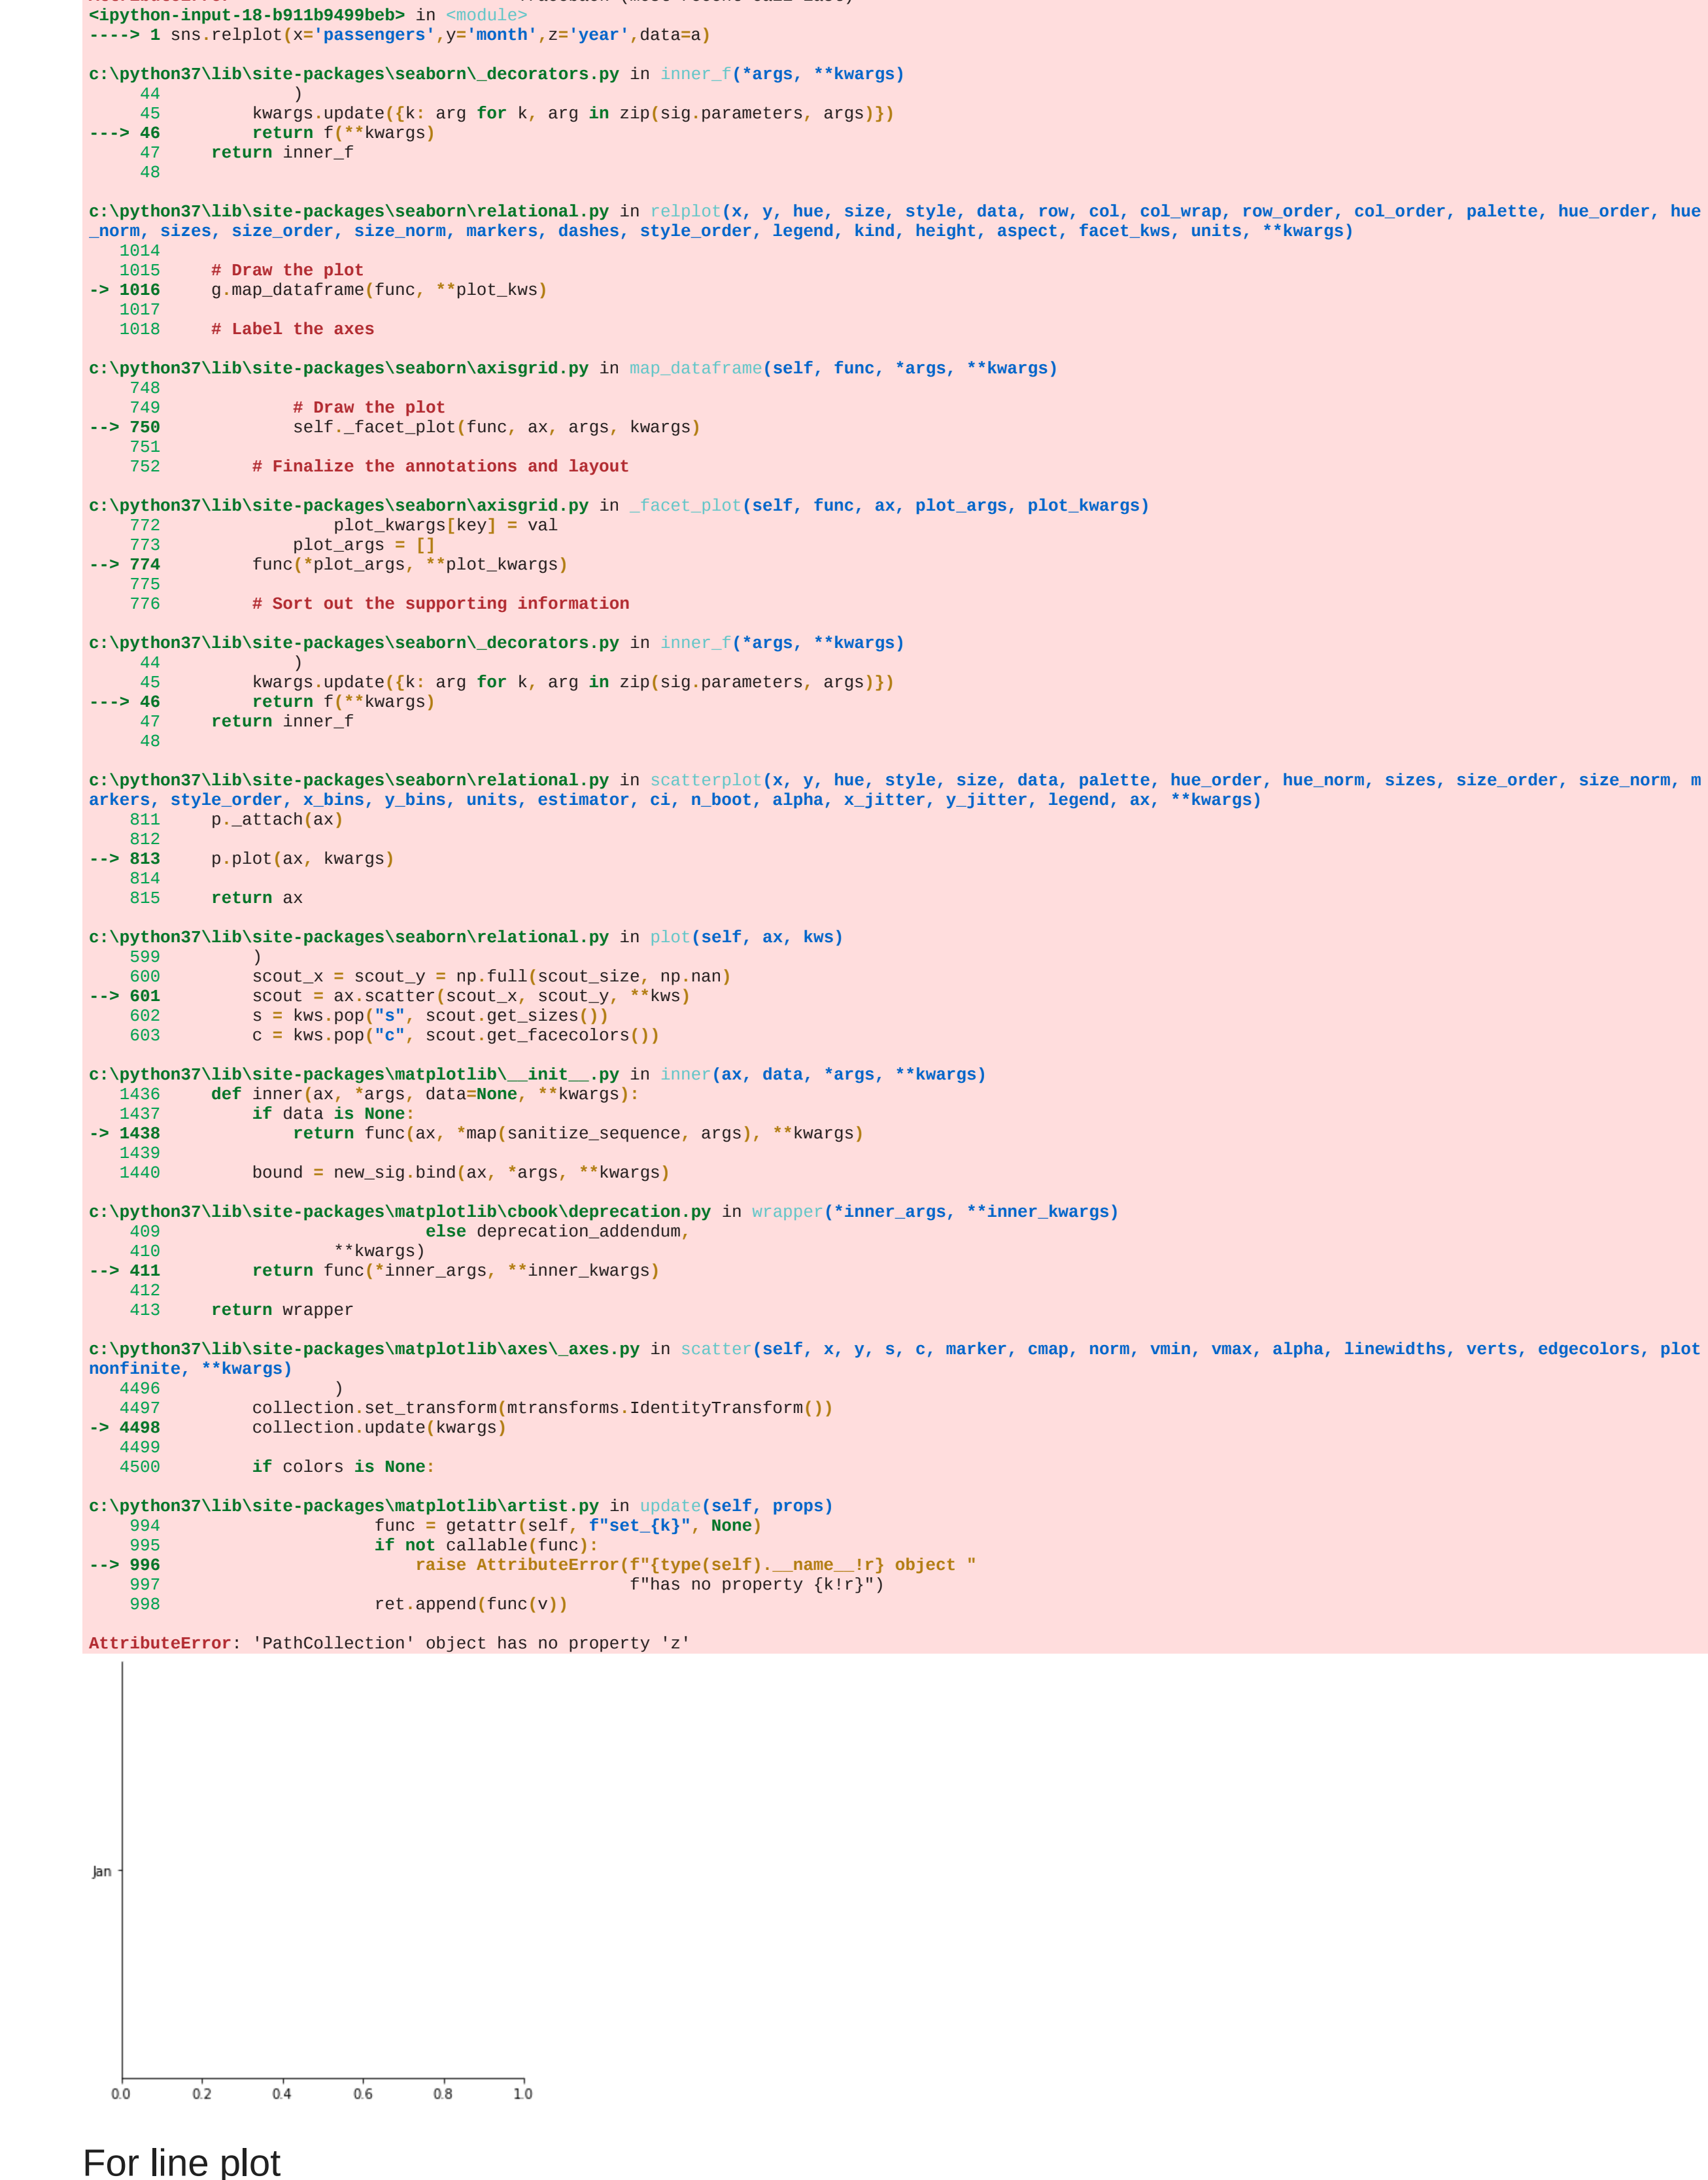 <ipython-input-18-b911b9499beb> in <module>
----> 1 sns.relplot(x='passengers',y='month',z='year',data=a)
c:\python37\lib\site-packages\seaborn\_decorators.py in inner_f(*args, **kwargs)
44 )
45 kwargs.update({k: arg for k, arg in zip(sig.parameters, args)})
---> 46 return f(**kwargs)
47 return inner_f
48
c:\python37\lib\site-packages\seaborn\relational.py in relplot(x, y, hue, size, style, data, row, col, col_wrap, row_order, col_order, palette, hue_order, hue
_norm, sizes, size_order, size_norm, markers, dashes, style_order, legend, kind, height, aspect, facet_kws, units, **kwargs)
1014
1015 # Draw the plot
-> 1016 g.map_dataframe(func, **plot_kws)
1017
1018 # Label the axes
c:\python37\lib\site-packages\seaborn\axisgrid.py in map_dataframe(self, func, *args, **kwargs)
748
749 # Draw the plot
--> 750 self._facet_plot(func, ax, args, kwargs)
751
752 # Finalize the annotations and layout
c:\python37\lib\site-packages\seaborn\axisgrid.py in _facet_plot(self, func, ax, plot_args, plot_kwargs)
772 plot_kwargs[key] = val
773 plot_args = []
--> 774 func(*plot_args, **plot_kwargs)
775
776 # Sort out the supporting information
c:\python37\lib\site-packages\seaborn\_decorators.py in inner_f(*args, **kwargs)
44 )
45 kwargs.update({k: arg for k, arg in zip(sig.parameters, args)})
---> 46 return f(**kwargs)
47 return inner_f
48
c:\python37\lib\site-packages\seaborn\relational.py in scatterplot(x, y, hue, style, size, data, palette, hue_order, hue_norm, sizes, size_order, size_norm, m
arkers, style_order, x_bins, y_bins, units, estimator, ci, n_boot, alpha, x_jitter, y_jitter, legend, ax, **kwargs)
811 p._attach(ax)
812
--> 813 p.plot(ax, kwargs)
814
815 return ax
c:\python37\lib\site-packages\seaborn\relational.py in plot(self, ax, kws)
599 )
600 scout_x = scout_y = np.full(scout_size, np.nan)
--> 601 scout = ax.scatter(scout_x, scout_y, **kws)
602 s = kws.pop("s", scout.get_sizes())
603 c = kws.pop("c", scout.get_facecolors())
c:\python37\lib\site-packages\matplotlib\__init__.py in inner(ax, data, *args, **kwargs)
1436 def inner(ax, *args, data=None, **kwargs):
1437 if data is None:
-> 1438 return func(ax, *map(sanitize_sequence, args), **kwargs)
1439
1440 bound = new_sig.bind(ax, *args, **kwargs)
c:\python37\lib\site-packages\matplotlib\cbook\deprecation.py in wrapper(*inner_args, **inner_kwargs)
409 else deprecation_addendum,
410 **kwargs)
--> 411 return func(*inner_args, **inner_kwargs)
412
413 return wrapper
c:\python37\lib\site-packages\matplotlib\axes\_axes.py in scatter(self, x, y, s, c, marker, cmap, norm, vmin, vmax, alpha, linewidths, verts, edgecolors, plot
nonfinite, **kwargs)
4496 )
4497 collection.set_transform(mtransforms.IdentityTransform())
-> 4498 collection.update(kwargs)
4499
4500 if colors is None:
c:\python37\lib\site-packages\matplotlib\artist.py in update(self, props)
994 func = getattr(self, f"set_{k}", None)
995 if not callable(func):
--> 996 raise AttributeError(f"{type(self).__name__!r} object "
997 f"has no property {k!r}")
998 ret.append(func(v))
AttributeError: 'PathCollection' object has no property 'z'
Jan
0.0 0.2 0.4 0.6 0.8 1.0
For line plot